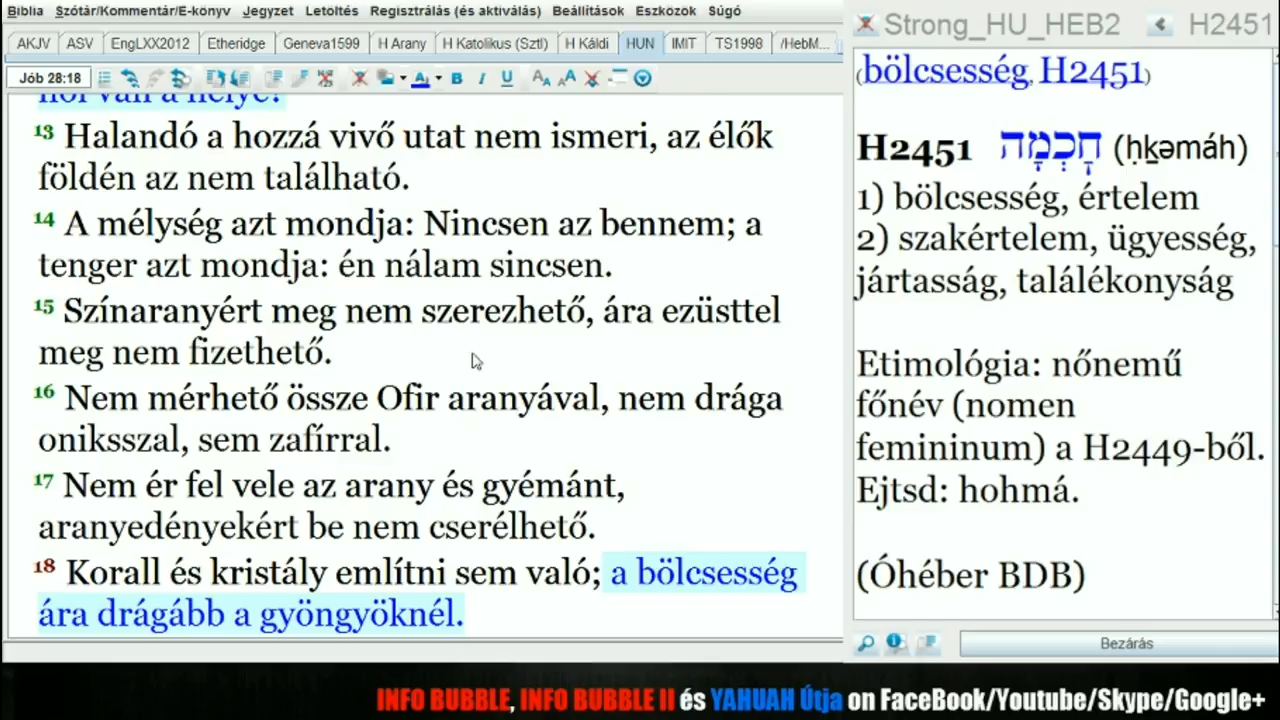 Biblia Szótár/Kommentár/E-könyv Jegyzet Letöltés Regisztrálás (és aktiválás) Beállítások Eszközök Súgó
AKJV ASV EngLXX2012 Etheridge Geneva1599 H Arany H Katolikus (SztI) H Káldi HUN IMIT TS1998 /HebM...
Jób 28:18
hol van a helye?
13 Halandó a hozzá vivő utat nem ismeri, az élők
földén az nem található.
14 A mélység azt mondja: Nincsen az bennem; a
tenger azt mondja: én nálam sincsen.
15 Színaranyért meg nem szerezhető, ára ezüsttel
meg nem fizethető.
16 Nem mérhető össze Ofir aranyával, nem drága
oniksszal, sem zafírral.
17 Nem ér fel vele az arany és gyémánt,
aranyedényekért be nem cserélhető.
18 Korall és kristály említni sem való; a bölcsesség
ára drágább a gyöngyöknél.
Strong_HU_HEB2 H2451
(bölcsesség, H2451)
H2451 חָכְמָה (ḥḵəmáh)
1) bölcsesség, értelem
2) szakértelem, ügyesség,
jártasság, találékonyság
Etimológia: nőnemű
főnév (nomen
femininum) a H2449-ből.
Ejtsd: hohmá.
(Óhéber BDB)
Bezárás
INFO BUBBLE, INFO BUBBLE II és YAHUAH Útja on FaceBook/Youtube/Skype/Google+